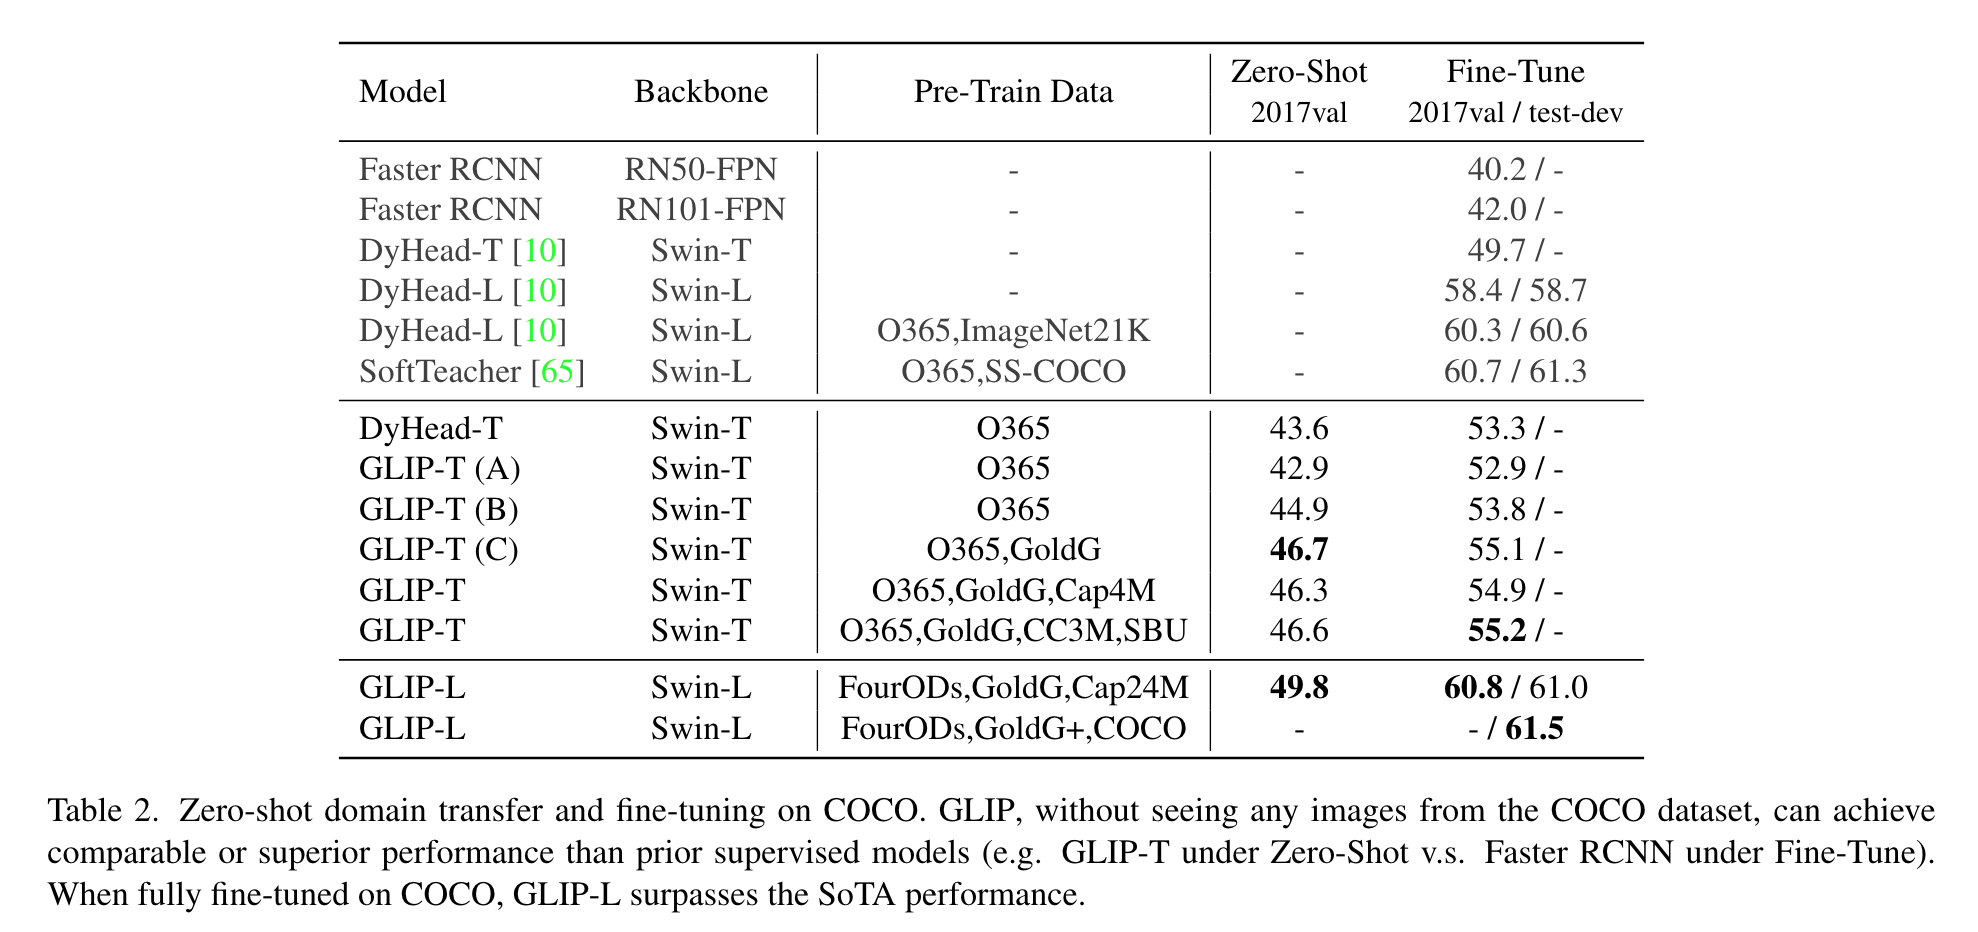 Model Backbone Pre-Train Data Zero-Shot Fine-Tune
2017val 2017val / test-dev
Faster RCNN RN50-FPN - - 40.2 / -
Faster RCNN RN101-FPN - - 42.0 / -
DyHead-T [10] Swin-T - - 49.7 / -
DyHead-L [10] Swin-L - - 58.4 / 58.7
DyHead-L [10] Swin-L O365,ImageNet21K - 60.3 / 60.6
SoftTeacher [65] Swin-L O365,SS-COCO - 60.7 / 61.3
DyHead-T Swin-T O365 43.6 53.3 / -
GLIP-T (A) Swin-T O365 42.9 52.9 / -
GLIP-T (B) Swin-T O365 44.9 53.8 / -
GLIP-T (C) Swin-T O365,GoldG 46.7 55.1 / -
GLIP-T Swin-T O365,GoldG,Cap4M 46.3 54.9 / -
GLIP-T Swin-T O365,GoldG,CC3M,SBU 46.6 55.2 / -
GLIP-L Swin-L FourODs,GoldG,Cap24M 49.8 60.8 / 61.0
GLIP-L Swin-L FourODs,GoldG+,COCO - - / 61.5
Table 2. Zero-shot domain transfer and fine-tuning on COCO. GLIP, without seeing any images from the COCO dataset, can achieve
comparable or superior performance than prior supervised models (e.g. GLIP-T under Zero-Shot v.s. Faster RCNN under Fine-Tune).
When fully fine-tuned on COCO, GLIP-L surpasses the SoTA performance.